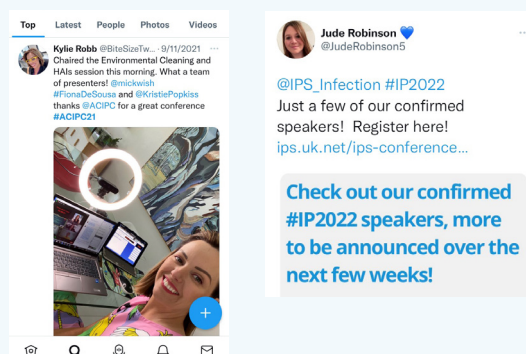 Top Latest People Photos Videos
Kylie Robb @BiteSizeTw... · 9/11/2021 ...
Chaired the Environmental Cleaning and
HAIs session this morning. What a team
of presenters! @mickwish
#FionaDeSousa and @KristiePopkiss
thanks @ACIPC for a great conference
#ACIPC21
Jude Robinson 💙
@JudeRobinson5
@IPS_Infection #IP2022
Just a few of our confirmed
speakers! Register here!
ips.uk.net/ips-conference...
Check out our confirmed
#IP2022 speakers, more
to be announced over the
next few weeks!